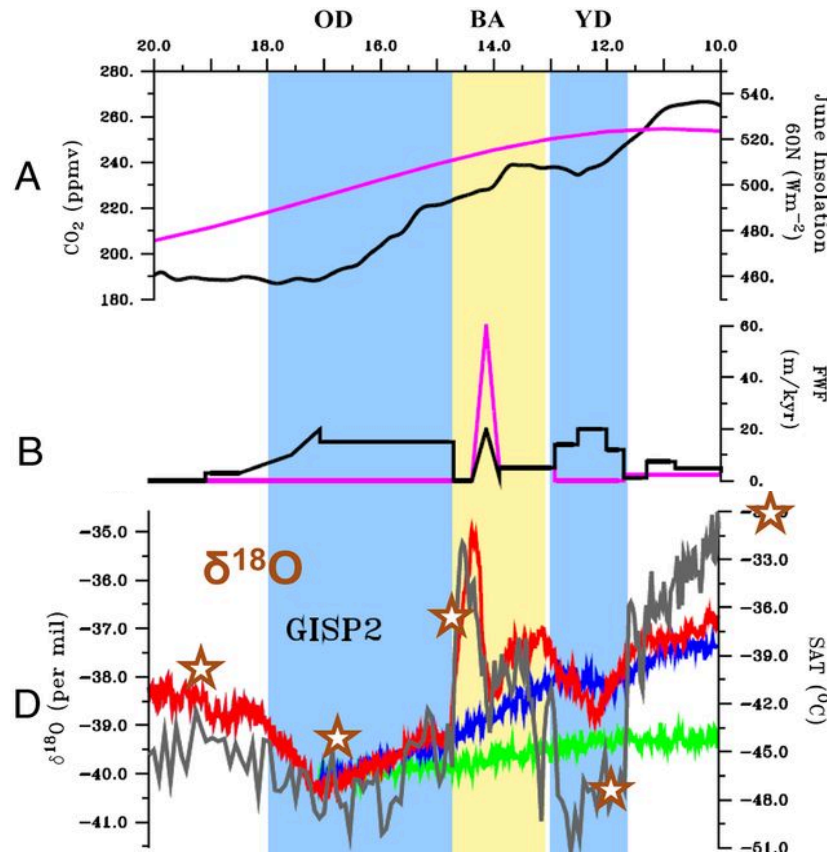 OD BA YD
20.0 18.0 16.0 14.0 12.0 10.0
A
CO₂ (ppmv)
280.
260.
240.
220.
200.
180.
540.
520.
500.
480.
460.
June Insolation
60N (Wm⁻²)
B
60.
40.
20.
0.
FWF
(m/kyr)
D
δ¹⁸O (per mil)
−35.0
−36.0
−37.0
−38.0
−39.0
−40.0
−41.0
δ¹⁸O
GISP2
−33.0
−36.0
−39.0
−42.0
−45.0
−48.0
−51.0
SAT (⁰C)